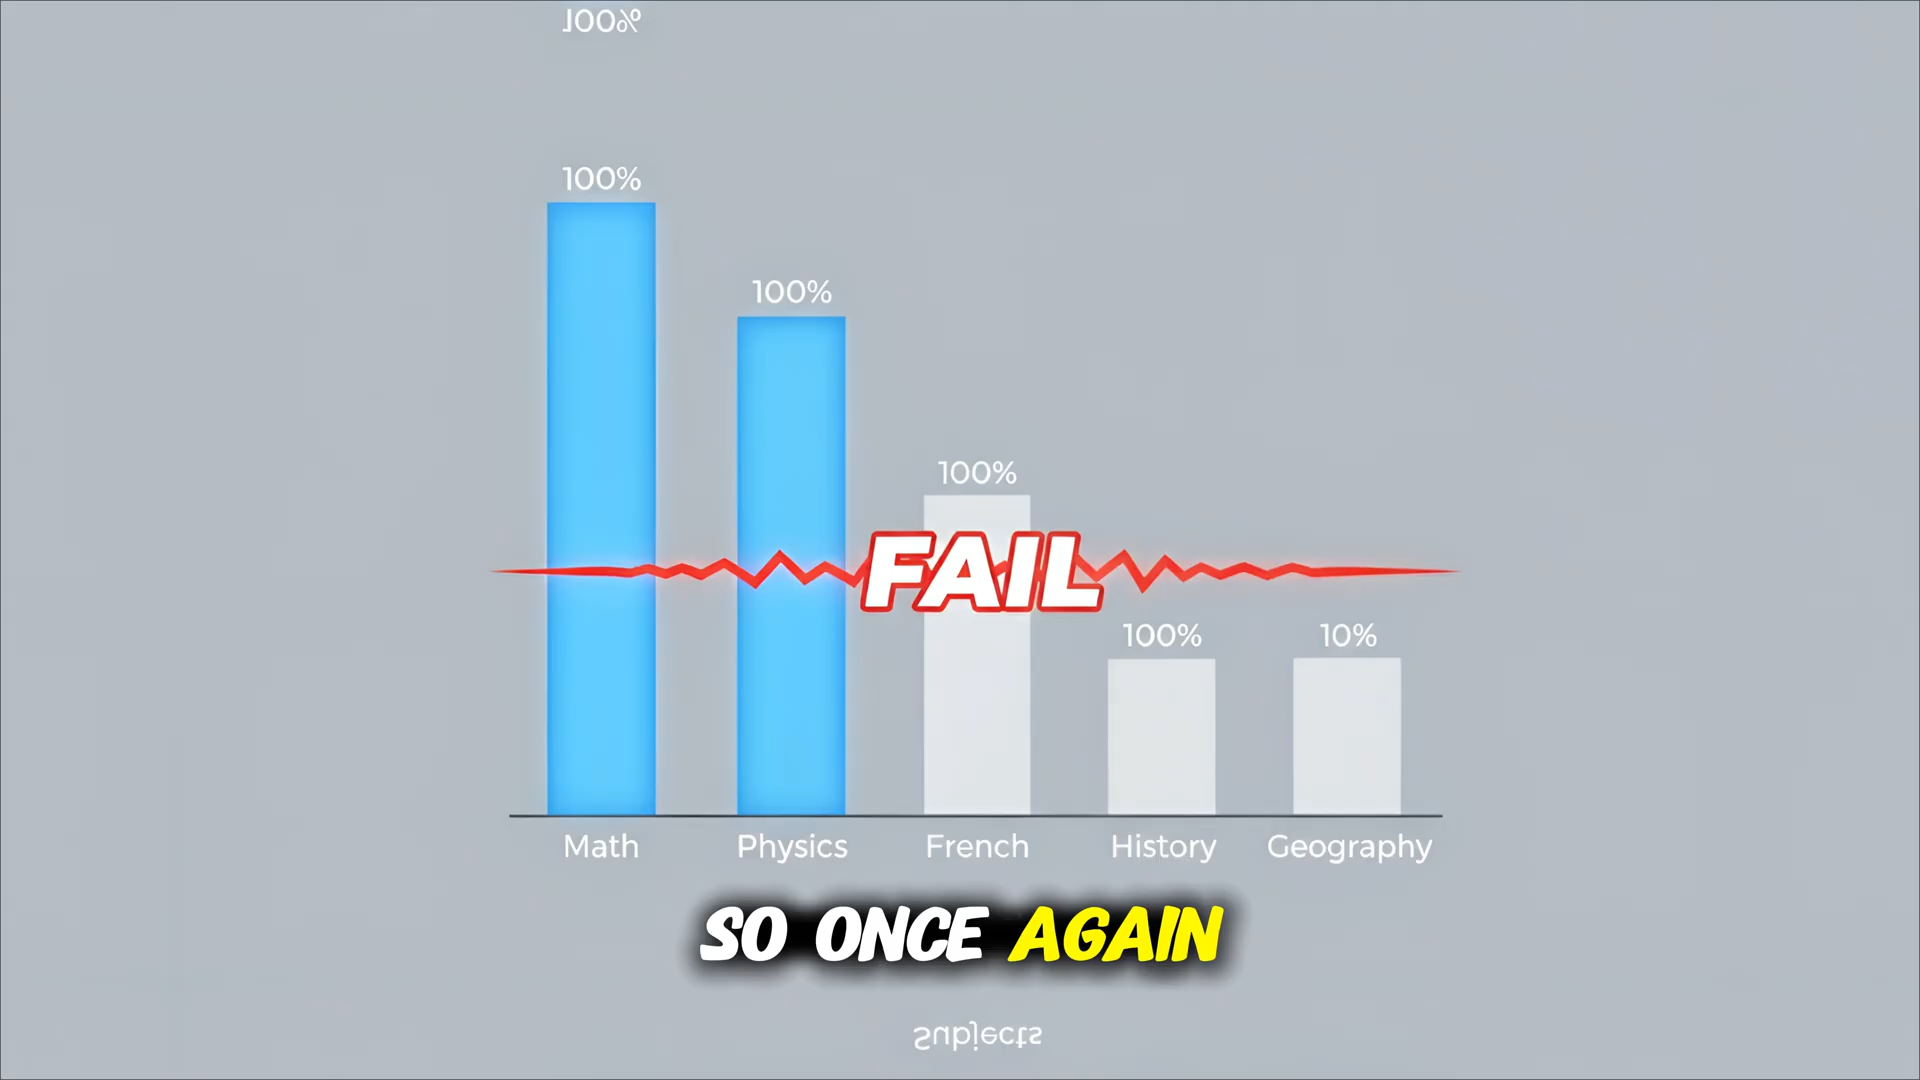 100%
100%
100%
100%
FAIL
100%
10%
Math
Physics
French
History
Geography
SO ONCE AGAIN
Subjects